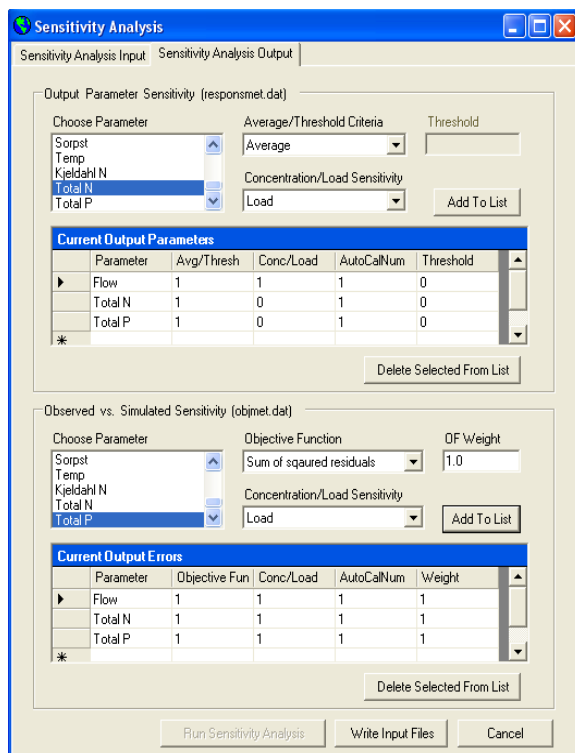 Sensitivity Analysis
Sensitivity Analysis Input Sensitivity Analysis Output
Output Parameter Sensitivity (responsmet.dat)
Choose Parameter Average/Threshold Criteria Threshold
Sorpst
Temp
Kjeldahl N
Total N
Total P
Average
Concentration/Load Sensitivity
Load
Add To List
Current Output Parameters
Parameter Avg/Thresh Conc/Load AutoCalNum Threshold
Flow 1 1 1 0
Total N 1 0 1 0
Total P 1 0 1 0
*
Delete Selected From List
Observed vs. Simulated Sensitivity (objmet.dat)
Choose Parameter Objective Function OF Weight
Sorpst
Temp
Kjeldahl N
Total N
Total P
Sum of sqaured residuals
1.0
Concentration/Load Sensitivity
Load
Add To List
Current Output Errors
Parameter Objective Fun Conc/Load AutoCalNum Weight
Flow 1 1 1 1
Total N 1 1 1 1
Total P 1 1 1 1
*
Delete Selected From List
Run Sensitivity Analysis Write Input Files Cancel